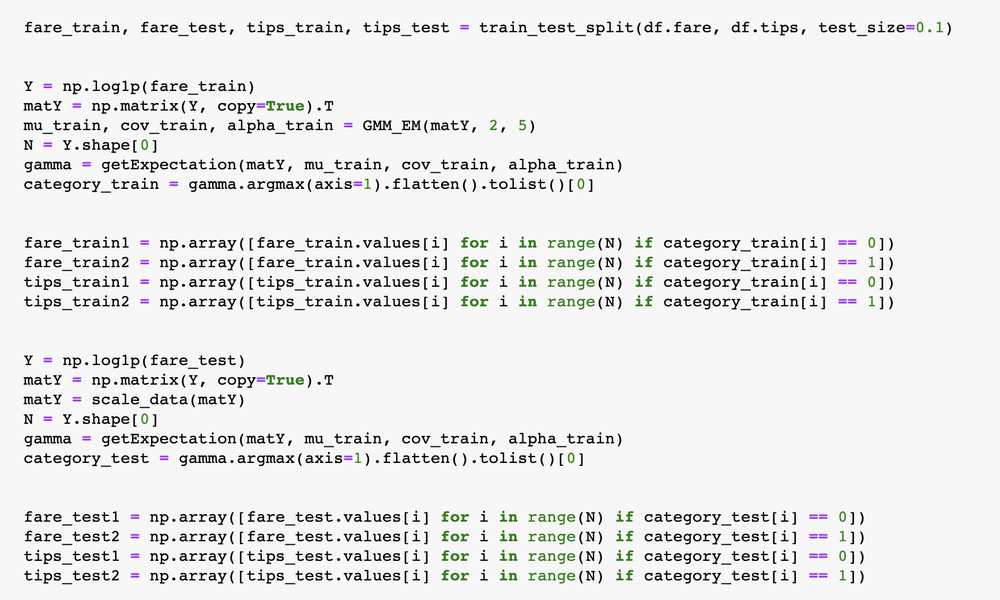 fare_train, fare_test, tips_train, tips_test = train_test_split(df.fare, df.tips, test_size=0.1)
Y = np.log1p(fare_train)
matY = np.matrix(Y, copy=True).T
mu_train, cov_train, alpha_train = GMM_EM(matY, 2, 5)
N = Y.shape[0]
gamma = getExpectation(matY, mu_train, cov_train, alpha_train)
category_train = gamma.argmax(axis=1).flatten().tolist()[0]
fare_train1 = np.array([fare_train.values[i] for i in range(N) if category_train[i] == 0])
fare_train2 = np.array([fare_train.values[i] for i in range(N) if category_train[i] == 1])
tips_train1 = np.array([tips_train.values[i] for i in range(N) if category_train[i] == 0])
tips_train2 = np.array([tips_train.values[i] for i in range(N) if category_train[i] == 1])
Y = np.log1p(fare_test)
matY = np.matrix(Y, copy=True).T
matY = scale_data(matY)
N = Y.shape[0]
gamma = getExpectation(matY, mu_train, cov_train, alpha_train)
category_test = gamma.argmax(axis=1).flatten().tolist()[0]
fare_test1 = np.array([fare_test.values[i] for i in range(N) if category_test[i] == 0])
fare_test2 = np.array([fare_test.values[i] for i in range(N) if category_test[i] == 1])
tips_test1 = np.array([tips_test.values[i] for i in range(N) if category_test[i] == 0])
tips_test2 = np.array([tips_test.values[i] for i in range(N) if category_test[i] == 1])